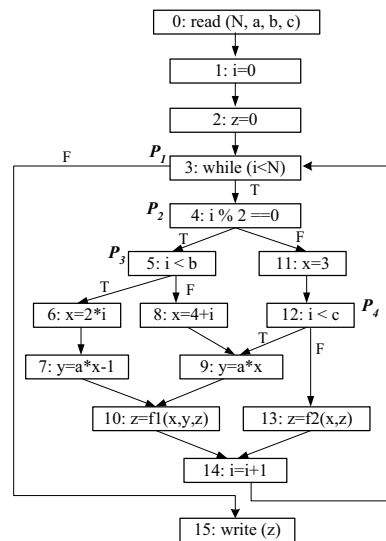 0: read (N, a, b, c)
1: i=0
2: z=0
P1
F
3: while (i<N)
T
P2
4: i % 2 ==0
T
F
P3
5: i < b
11: x=3
T
F
P4
6: x=2*i
8: x=4+i
12: i < c
T
F
7: y=a*x-1
9: y=a*x
10: z=f1(x,y,z)
13: z=f2(x,z)
14: i=i+1
15: write (z)